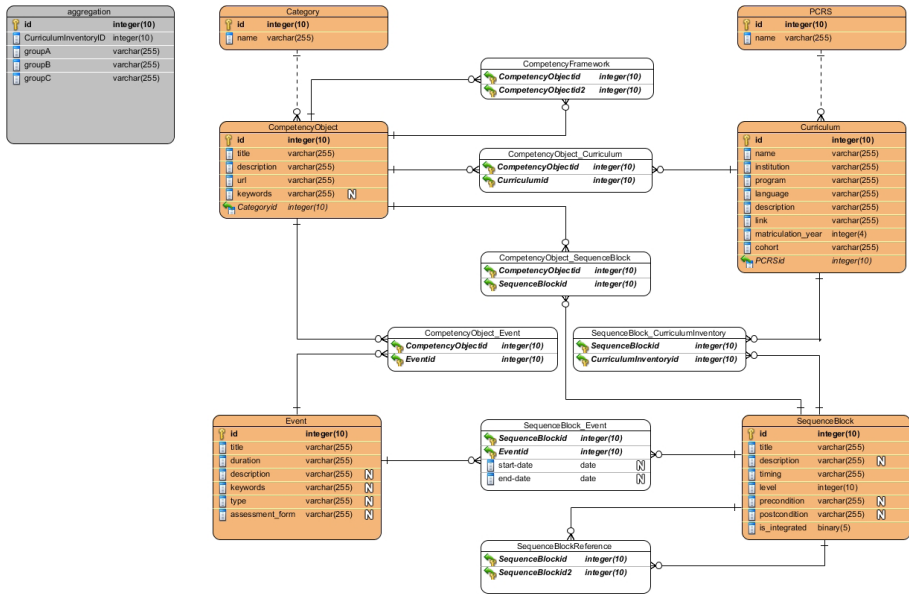 aggregation
id integer(10)
CurriculumInventoryID integer(10)
groupA varchar(255)
groupB varchar(255)
groupC varchar(255)
Category
id integer(10)
name varchar(255)
PCRS
id integer(10)
name varchar(255)
CompetencyFramework
CompetencyObjectid integer(10)
CompetencyObjectid2 integer(10)
CompetencyObject
id integer(10)
title varchar(255)
description varchar(255)
url varchar(255)
keywords varchar(255) N
Categoryid integer(10)
CompetencyObject_Curriculum
CompetencyObjectid integer(10)
Curriculumid integer(10)
Curriculum
id integer(10)
name varchar(255)
institution varchar(255)
program varchar(255)
language varchar(255)
description varchar(255)
link varchar(255)
matriculation_year integer(4)
cohort varchar(255)
PCRSid integer(10)
CompetencyObject_SequenceBlock
CompetencyObjectid integer(10)
SequenceBlockid integer(10)
CompetencyObject_Event
CompetencyObjectid integer(10)
Eventid integer(10)
SequenceBlock_CurriculumInventory
SequenceBlockid integer(10)
CurriculumInventoryid integer(10)
Event
id integer(10)
title varchar(255)
duration varchar(255)
description varchar(255) N
keywords varchar(255) N
type varchar(255) N
assessment_form varchar(255) N
SequenceBlock_Event
SequenceBlockid integer(10)
Eventid integer(10)
start-date date N
end-date date N
SequenceBlock
id integer(10)
title varchar(255)
description varchar(255) N
timing varchar(255)
level integer(10)
precondition varchar(255) N
postcondition varchar(255) N
is_integrated binary(5)
SequenceBlockReference
SequenceBlockid integer(10)
SequenceBlockid2 integer(10)